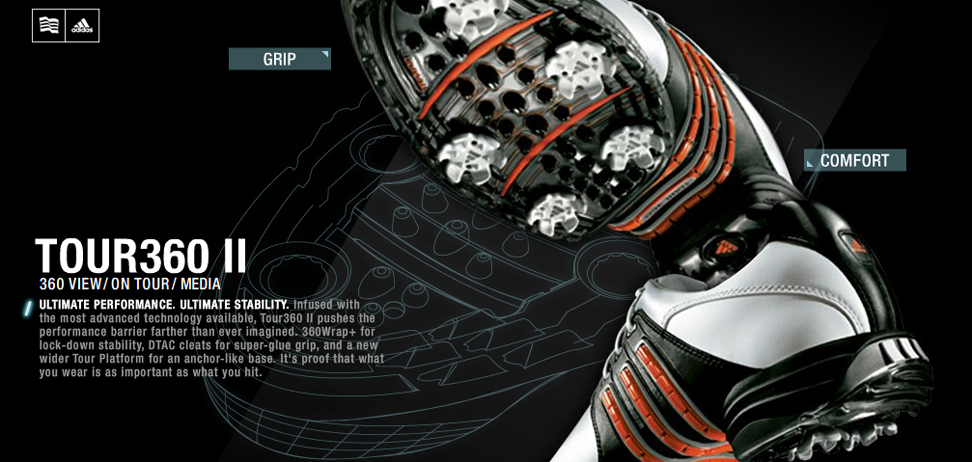 adidas
GRIP
COMFORT
TOUR360 II
360 VIEW/ ON TOUR / MEDIA
ULTIMATE PERFORMANCE. ULTIMATE STABILITY. Infused with
the most advanced technology available, Tour360 II pushes the
performance barrier farther than ever imagined. 360Wrap+ for
lock-down stability, DTAC cleats for super-glue grip, and a new
wider Tour Platform for an anchor-like base. It's proof that what
you wear is as important as what you hit.